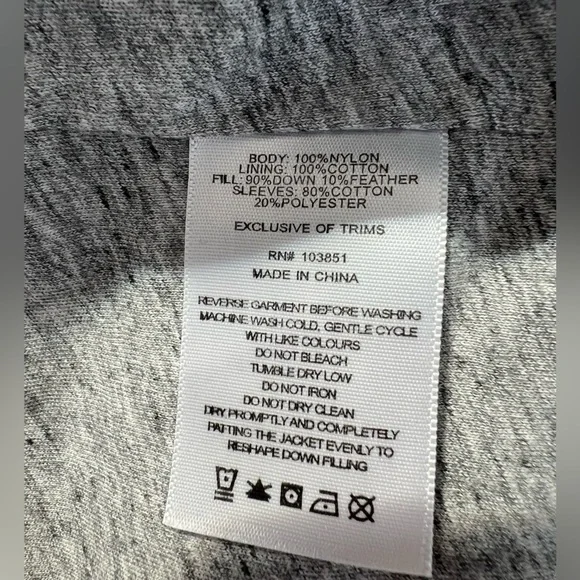 BODY: 100%NYLON
LINING: 100%COTTON
FILL: 90%DOWN 10%FEATHER
SLEEVES: 80%COTTON
20%POLYESTER
EXCLUSIVE OF TRIMS
RN# 103851
MADE IN CHINA
REVERSE GARMENT BEFORE WASHING
MACHINE WASH COLD, GENTLE CYCLE
WITH LIKE COLOURS
DO NOT BLEACH
TUMBLE DRY LOW
DO NOT IRON
DO NOT DRY CLEAN
DRY PROMPTLY AND COMPLETELY
PATTING THE JACKET EVENLY TO
RESHAPE DOWN FILLING